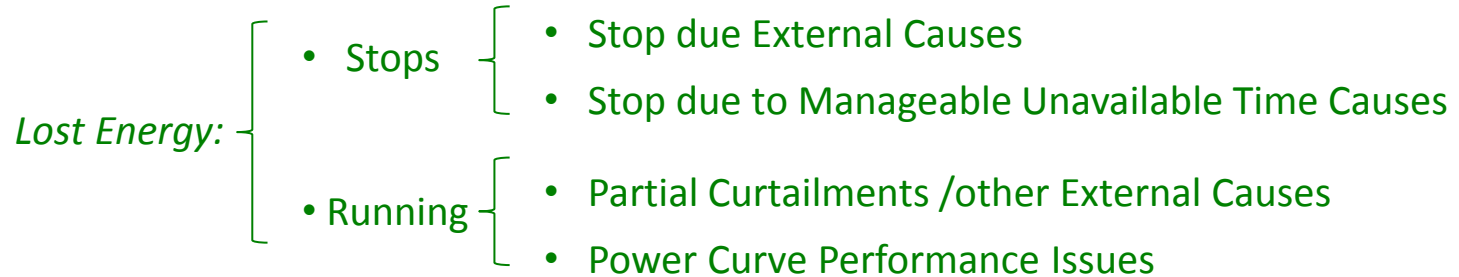 Lost Energy:
• Stops
• Stop due External Causes
• Stop due to Manageable Unavailable Time Causes
• Running
• Partial Curtailments /other External Causes
• Power Curve Performance Issues